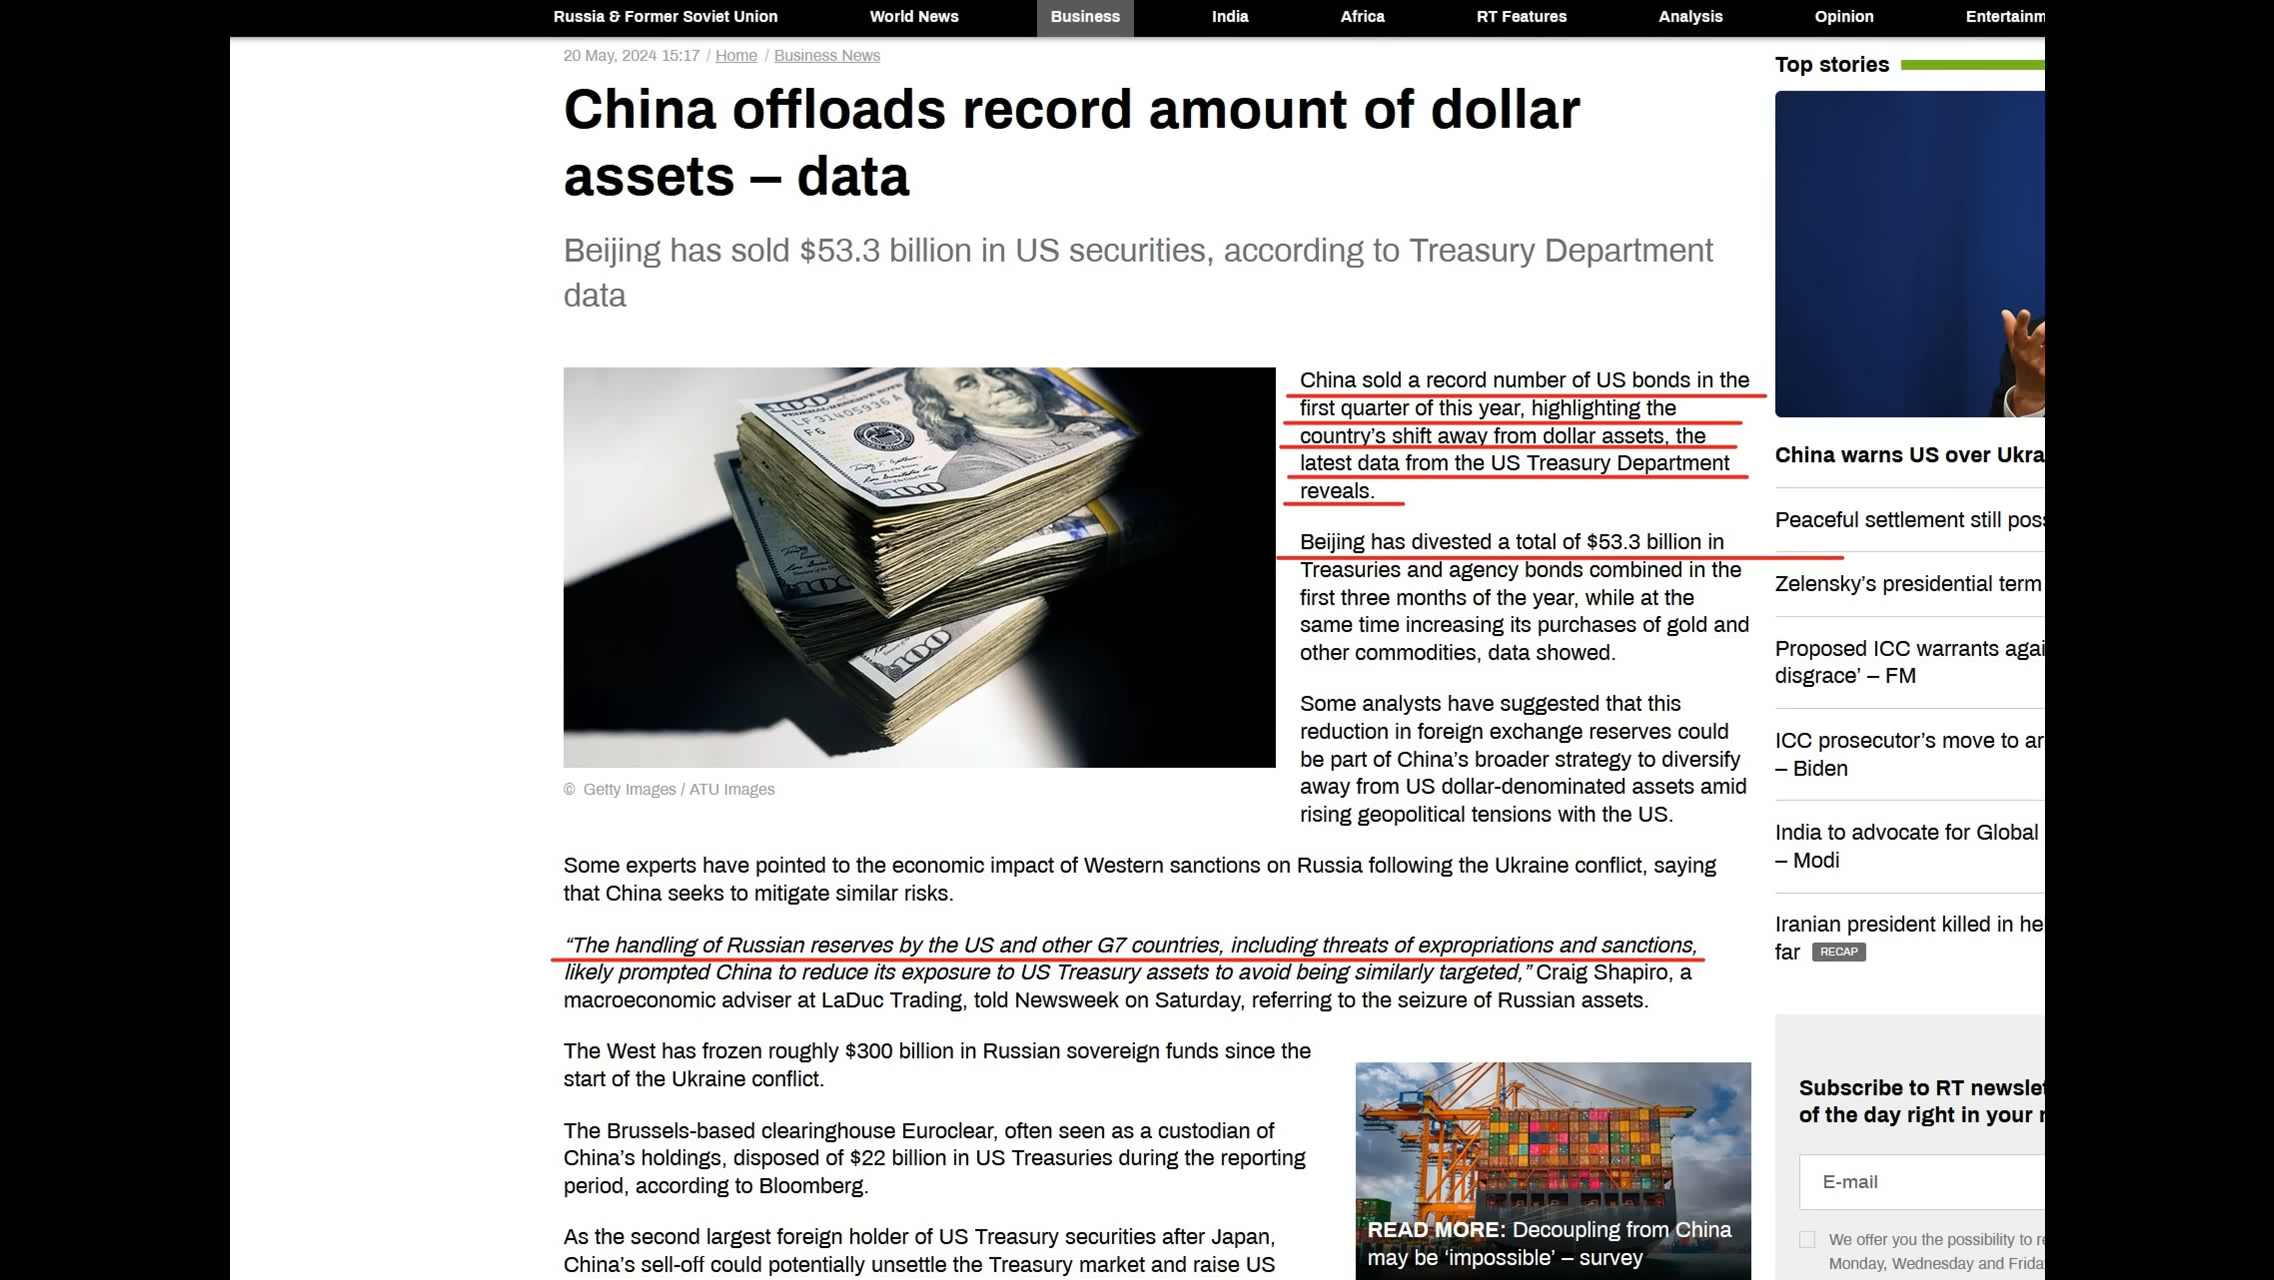 Russia & Former Soviet Union
World News
Business
India
Africa
RT Features
Analysis
Opinion
Entertainm
20 May, 2024 15:17 / Home / Business News
China offloads record amount of dollar
assets – data
Beijing has sold $53.3 billion in US securities, according to Treasury Department
data
China sold a record number of US bonds in the
first quarter of this year, highlighting the
country’s shift away from dollar assets, the
latest data from the US Treasury Department
reveals.
Beijing has divested a total of $53.3 billion in
Treasuries and agency bonds combined in the
first three months of the year, while at the
same time increasing its purchases of gold and
other commodities, data showed.
Some analysts have suggested that this
reduction in foreign exchange reserves could
be part of China’s broader strategy to diversify
away from US dollar-denominated assets amid
rising geopolitical tensions with the US.
© Getty Images / ATU Images
Some experts have pointed to the economic impact of Western sanctions on Russia following the Ukraine conflict, saying
that China seeks to mitigate similar risks.
“The handling of Russian reserves by the US and other G7 countries, including threats of expropriations and sanctions,
likely prompted China to reduce its exposure to US Treasury assets to avoid being similarly targeted,” Craig Shapiro, a
macroeconomic adviser at LaDuc Trading, told Newsweek on Saturday, referring to the seizure of Russian assets.
The West has frozen roughly $300 billion in Russian sovereign funds since the
start of the Ukraine conflict.
The Brussels-based clearinghouse Euroclear, often seen as a custodian of
China’s holdings, disposed of $22 billion in US Treasuries during the reporting
period, according to Bloomberg.
As the second largest foreign holder of US Treasury securities after Japan,
China’s sell-off could potentially unsettle the Treasury market and raise US
READ MORE: Decoupling from China
may be ‘impossible’ – survey
Top stories
China warns US over Ukra
Peaceful settlement still poss
Zelensky’s presidential term
Proposed ICC warrants agai
disgrace’ – FM
ICC prosecutor’s move to ar
– Biden
India to advocate for Global
– Modi
Iranian president killed in he
far RECAP
Subscribe to RT newslet
of the day right in your r
E-mail
We offer you the possibility to re
Monday, Wednesday and Frida
LF 31405936 A
F6
100
100
100
100